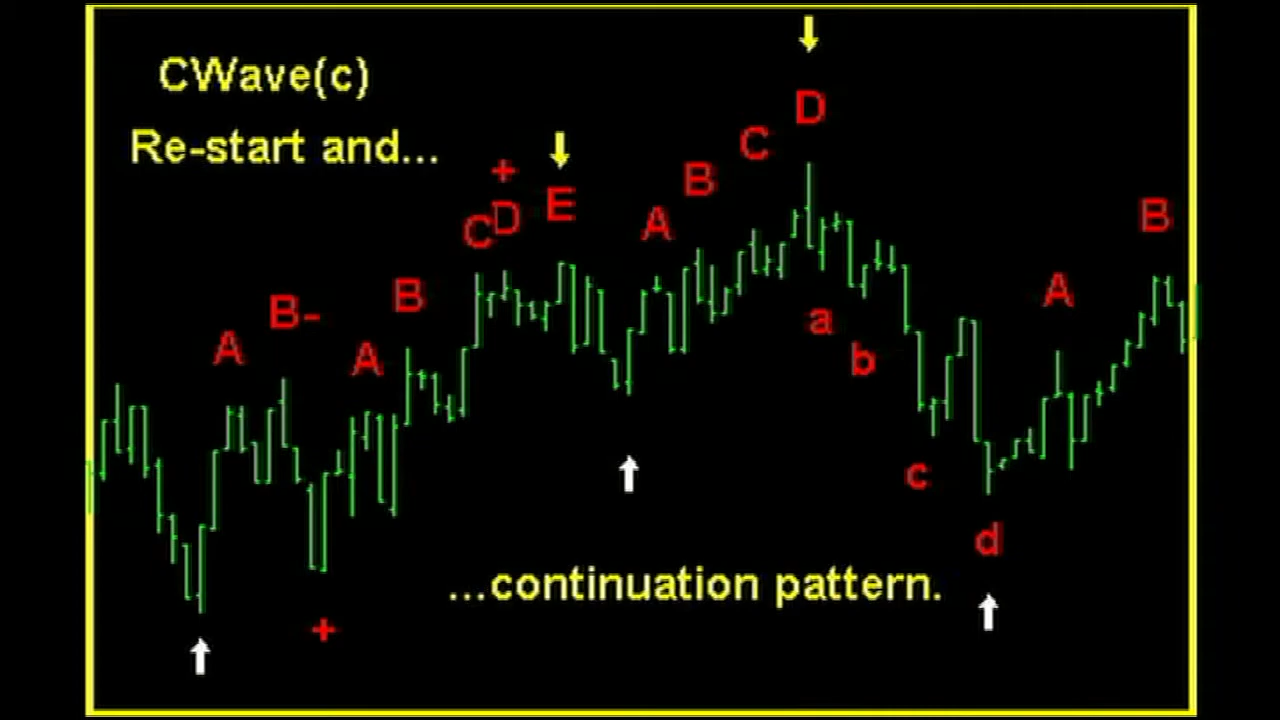 CWave(c)
Re-start and...
A
B-
+
A
B
C
D
+
E
A
B
C
D
a
b
c
d
A
B
...continuation pattern.